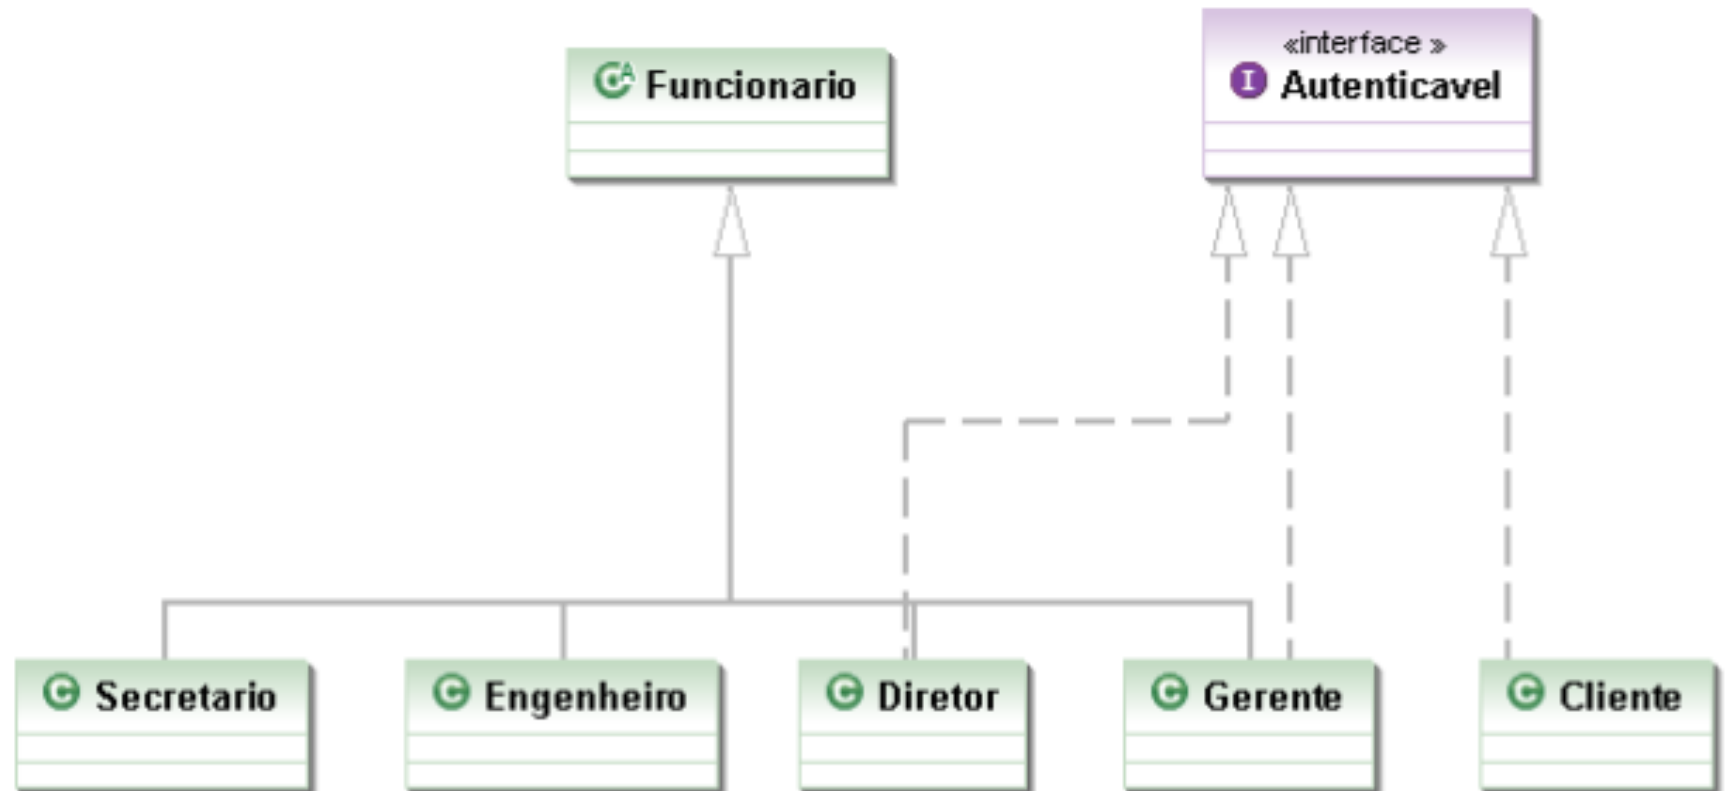 «interface »
Funcionario
Autenticavel
Secretario
Engenheiro
Diretor
Gerente
Cliente